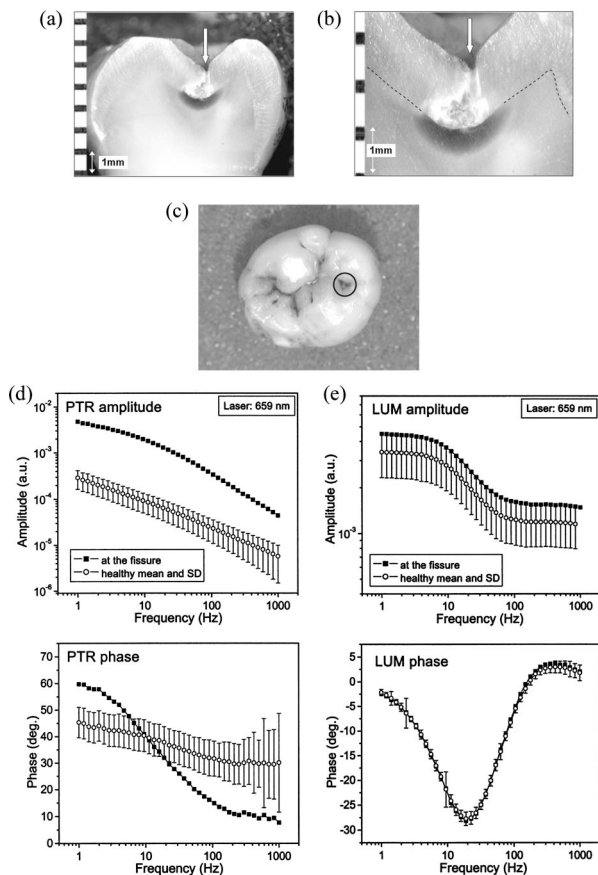 (a)
1mm
(b)
1mm
(c)
(d)
PTR amplitude
Laser: 659 nm
Amplitude (a.u.)
10⁻²
10⁻³
10⁻⁴
10⁻⁵
10⁻⁶
at the fissure
healthy mean and SD
1 10 100 1000
Frequency (Hz)
PTR phase
Phase (deg.)
70
60
50
40
30
20
10
0
1 10 100 1000
Frequency (Hz)
(e)
LUM amplitude
Laser: 659 nm
Amplitude (a.u.)
10⁻³
at the fissure
healthy mean and SD
1 10 100 1000
Frequency (Hz)
LUM phase
Phase (deg.)
5
0
-5
-10
-15
-20
-25
-30
1 10 100 1000
Frequency (Hz)